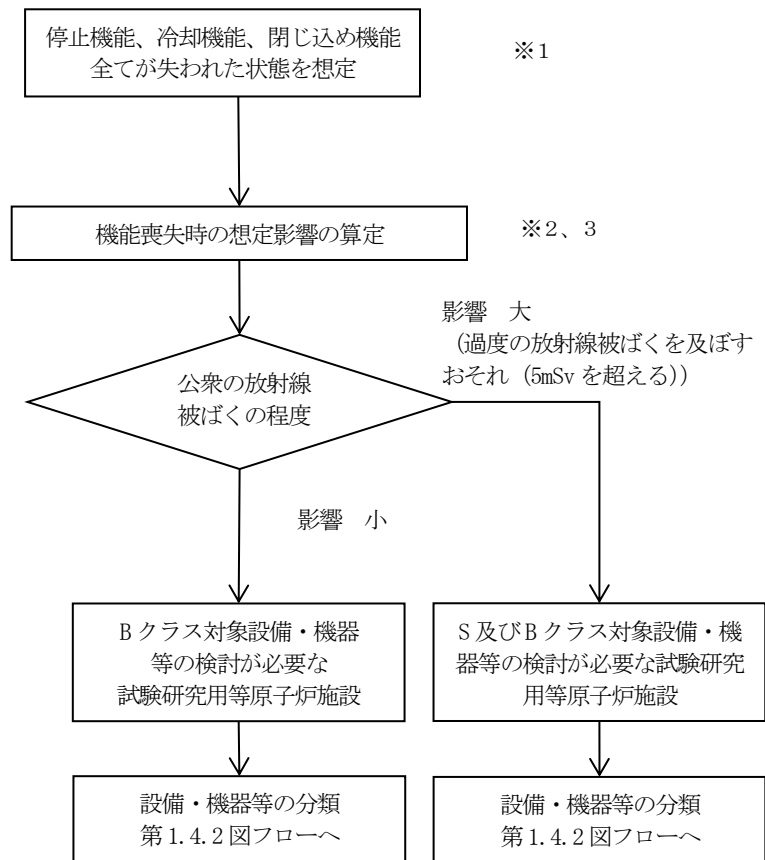 停止機能、冷却機能、閉じ込め機能
全てが失われた状態を想定
※1
機能喪失時の想定影響の算定
※2、3
影響　大
（過度の放射線被ばくを及ぼす
おそれ（5mSv を超える））
公衆の放射線
被ばくの程度
影響　小
B クラス対象設備・機器
等の検討が必要な
試験研究用等原子炉施設
S 及び B クラス対象設備・機
器等の検討が必要な試験研究
用等原子炉施設
設備・機器等の分類
第 1.4.2 図フローへ
設備・機器等の分類
第 1.4.2 図フローへ